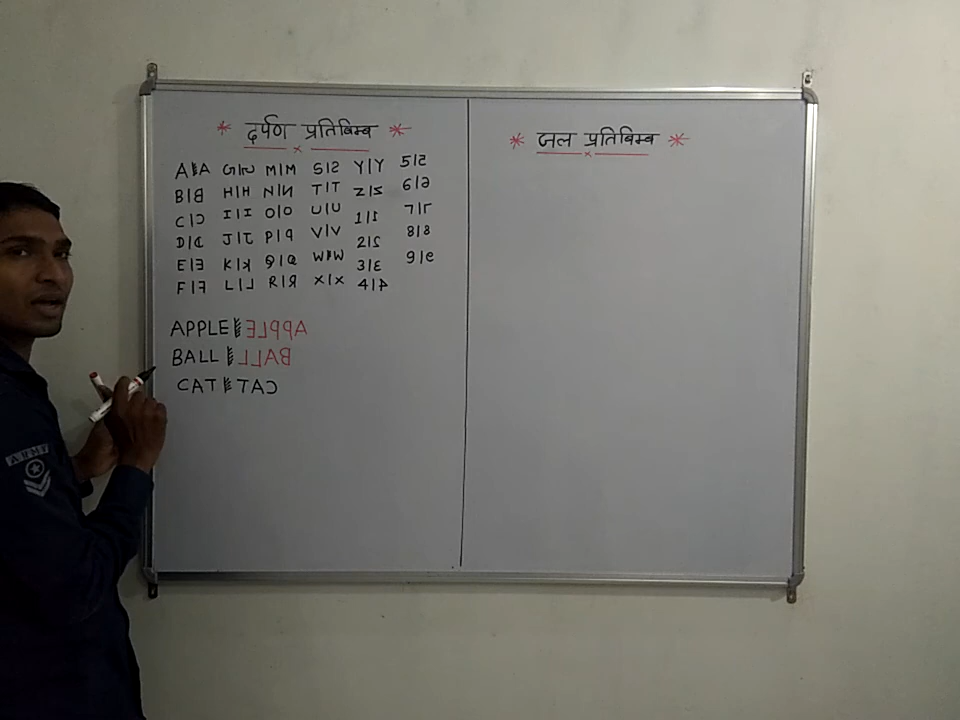 * दर्पण प्रतिबिम्ब *
x
A|A G|G M|M S|S Y|Y 5|5
B|B H|H N|N T|T Z|Z 6|6
C|C I|I O|O U|U 1|1 7|7
D|D J|J P|P V|V 2|2 8|8
E|E K|K Q|Q W|W 3|3 9|9
F|F L|L R|R X|X 4|4
APPLE | APPLE
BALL | BALL
CAT | CAT
* जल प्रतिबिम्ब *
x
ARMY